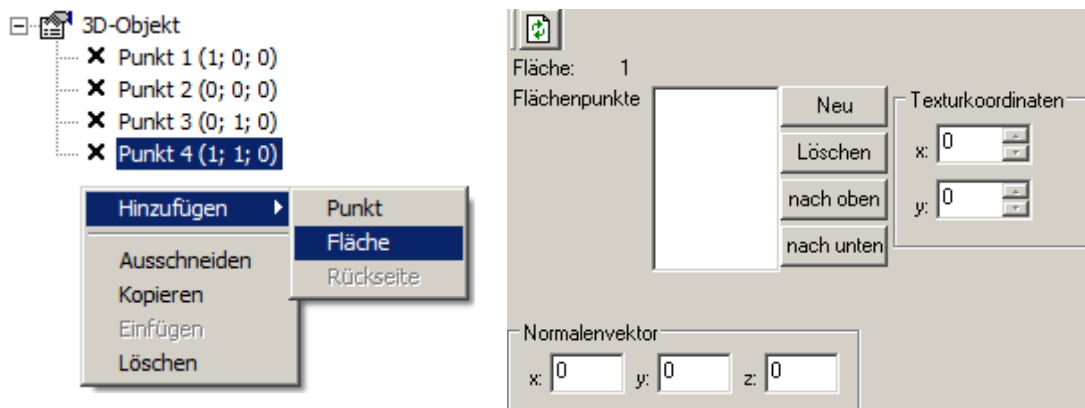 3D-Objekt
Punkt 1 (1; 0; 0)
Punkt 2 (0; 0; 0)
Punkt 3 (0; 1; 0)
Punkt 4 (1; 1; 0)
Hinzufügen
Ausschneiden
Kopieren
Einfügen
Löschen
Punkt
Fläche
Rückseite
Fläche: 1
Flächenpunkte
Neu
Löschen
nach oben
nach unten
Texturkoordinaten
x: 0
y: 0
Normalenvektor
x: 0 y: 0 z: 0